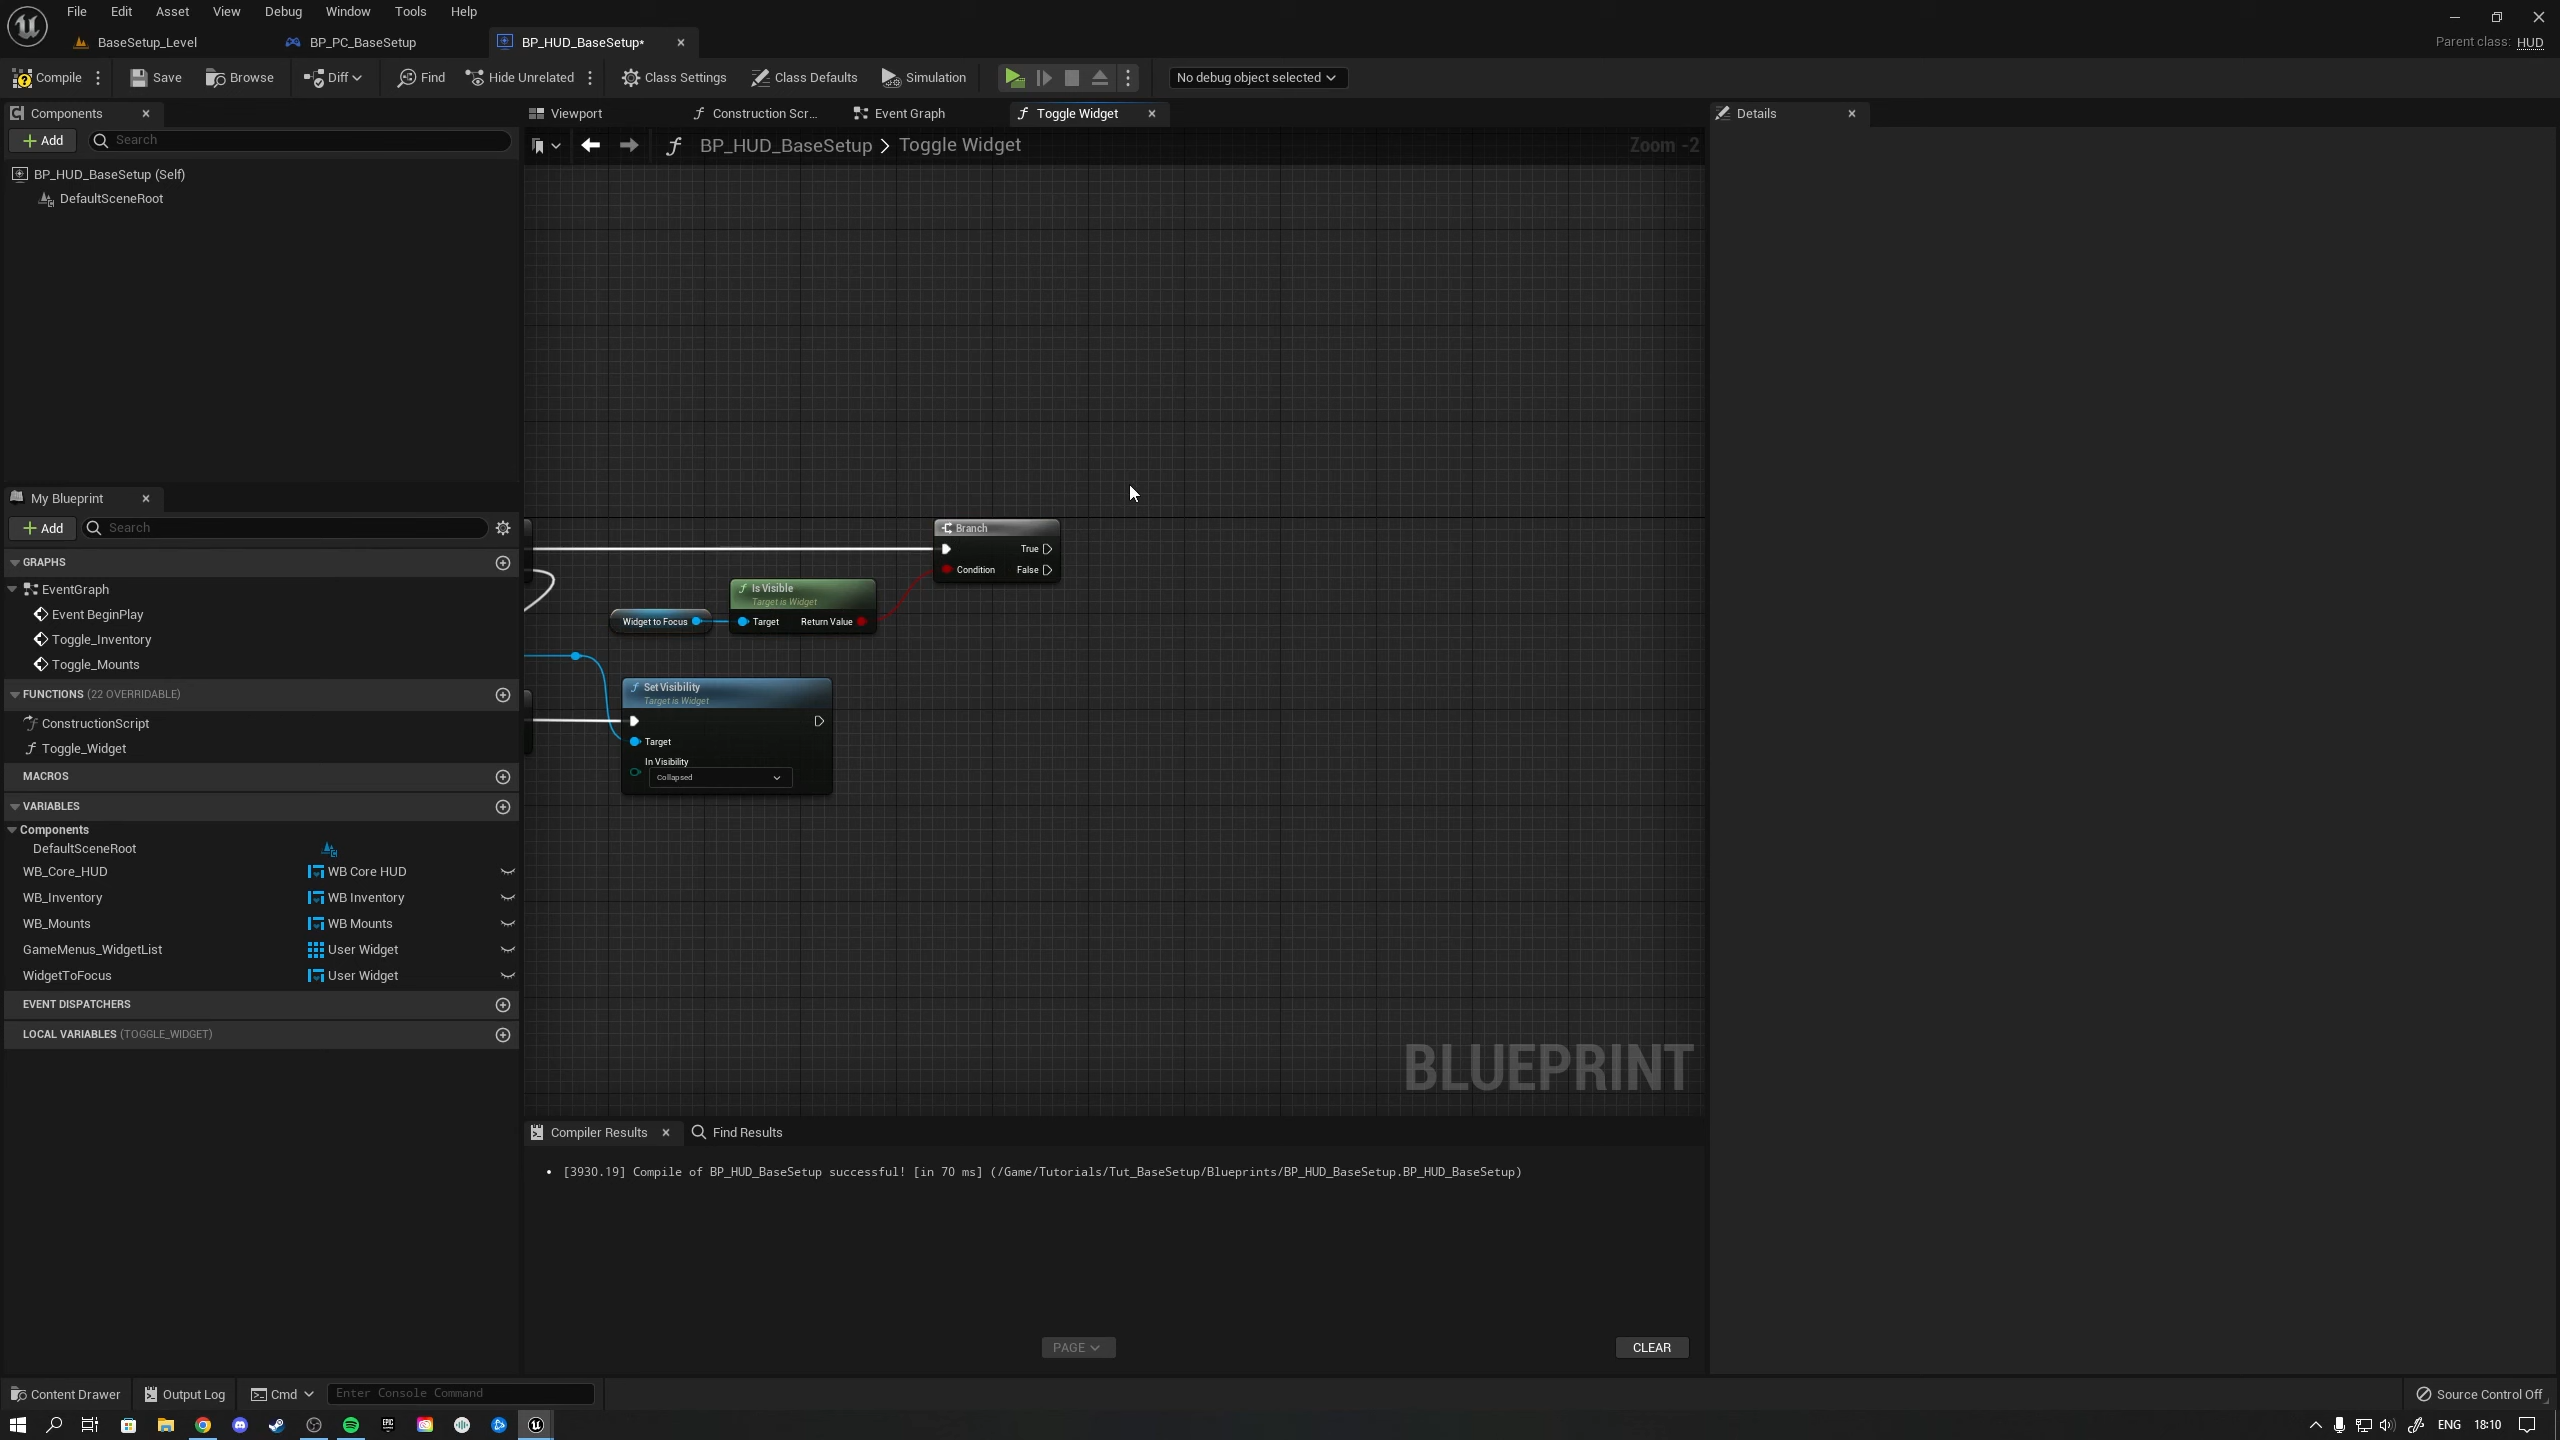 File Edit Asset View Debug Window Tools Help
BaseSetup_Level BP_PC_BaseSetup BP_HUD_BaseSetup* Parent class: HUD
Compile Save Browse Diff Find Hide Unrelated Class Settings Class Defaults Simulation No debug object selected
Components Viewport Construction Scr... Event Graph Toggle Widget Details
Add Search BP_HUD_BaseSetup > Toggle Widget Zoom -2
BP_HUD_BaseSetup (Self)
DefaultSceneRoot
My Blueprint
Add Search
GRAPHS
EventGraph
Event BeginPlay
Toggle_Inventory
Toggle_Mounts
FUNCTIONS (22 OVERRIDABLE)
ConstructionScript
Toggle_Widget
MACROS
VARIABLES
Components
DefaultSceneRoot
WB_Core_HUD WB Core HUD
WB_Inventory WB Inventory
WB_Mounts WB Mounts
GameMenus_WidgetList User Widget
WidgetToFocus User Widget
EVENT DISPATCHERS
LOCAL VARIABLES (TOGGLE_WIDGET)
Branch
True
Condition False
Is Visible
Target is Widget
Widget to Focus Target Return Value
Set Visibility
Target is Widget
Target
In Visibility
Collapsed
BLUEPRINT
Compiler Results Find Results
• [3930.19] Compile of BP_HUD_BaseSetup successful! [in 70 ms] (/Game/Tutorials/Tut_BaseSetup/Blueprints/BP_HUD_BaseSetup.BP_HUD_BaseSetup)
PAGE CLEAR
Content Drawer Output Log Cmd Enter Console Command Source Control Off
ENG 18:10